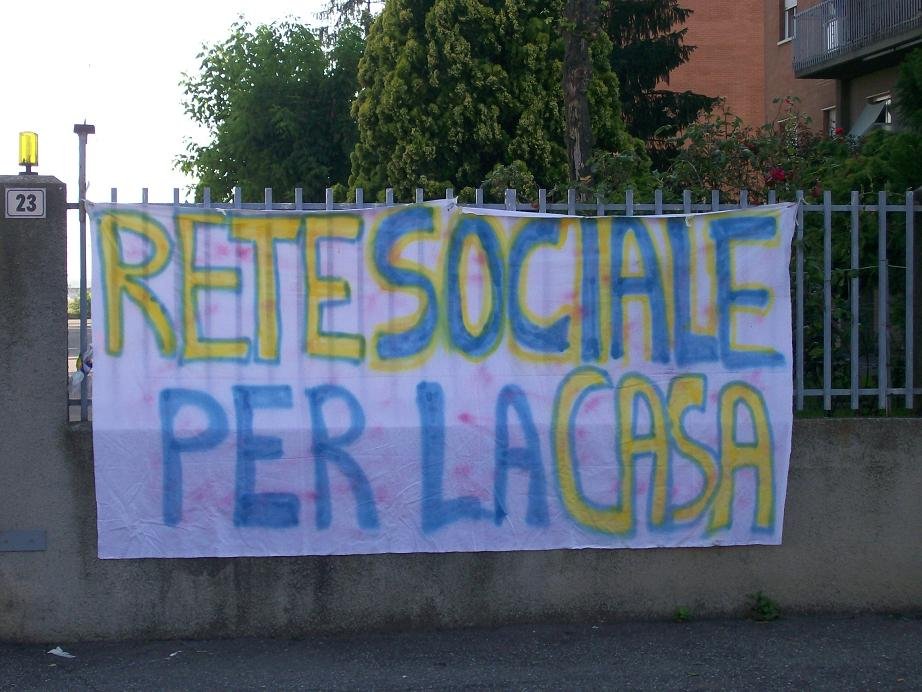 23
RETE SOCIALE
PER LA CASA